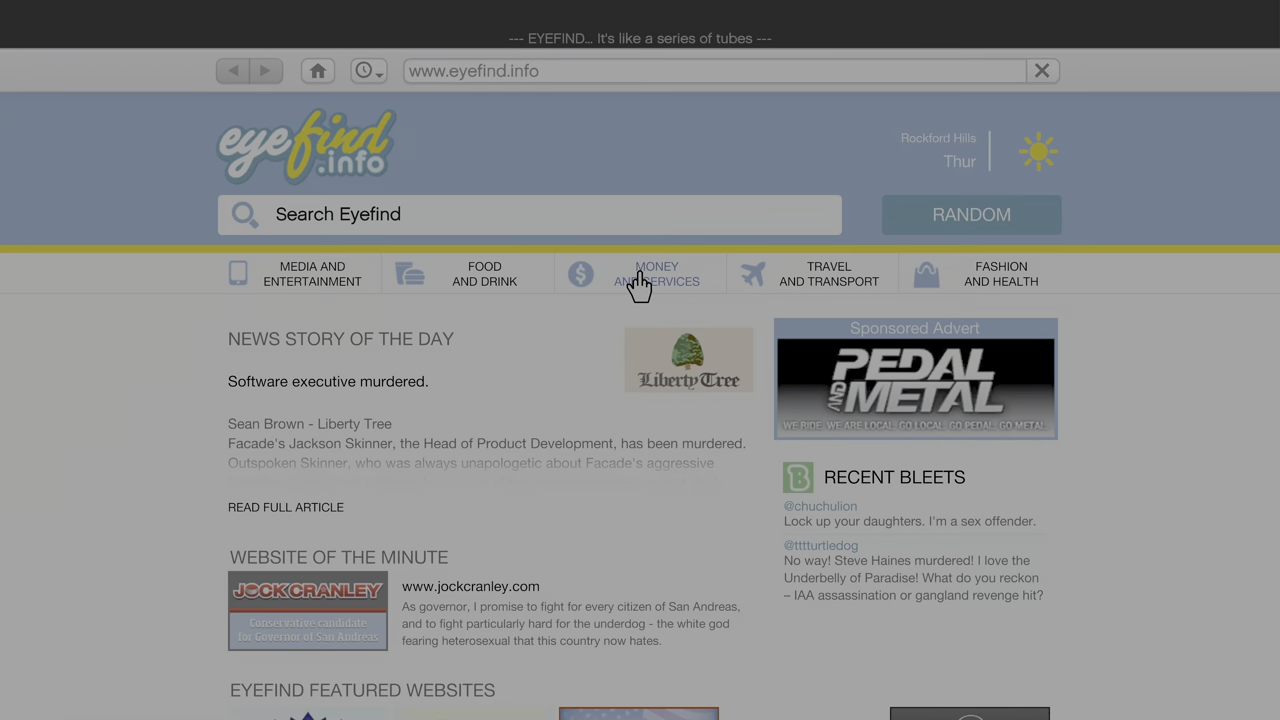 --- EYEFIND... It's like a series of tubes ---
www.eyefind.info
eyefind
.info
Rockford Hills
Thur
Search Eyefind
RANDOM
MEDIA AND
ENTERTAINMENT
FOOD
AND DRINK
MONEY
AND SERVICES
TRAVEL
AND TRANSPORT
FASHION
AND HEALTH
NEWS STORY OF THE DAY
Liberty Tree
Software executive murdered.
Sean Brown - Liberty Tree
Facade's Jackson Skinner, the Head of Product Development, has been murdered.
Outspoken Skinner, who was always unapologetic about Facade's aggressive
READ FULL ARTICLE
Sponsored Advert
PEDAL
AND METAL
WE RIDE. WE ARE LOCAL. GO LOCAL. GO PEDAL. GO METAL
B
RECENT BLEETS
@chuchulion
Lock up your daughters. I'm a sex offender.
@tttturtledog
No way! Steve Haines murdered! I love the
Underbelly of Paradise! What do you reckon
– IAA assassination or gangland revenge hit?
WEBSITE OF THE MINUTE
JOCK CRANLEY
Conservative candidate
for Governor of San Andreas
www.jockcranley.com
As governor, I promise to fight for every citizen of San Andreas,
and to fight particularly hard for the underdog - the white god
fearing heterosexual that this country now hates.
EYEFIND FEATURED WEBSITES